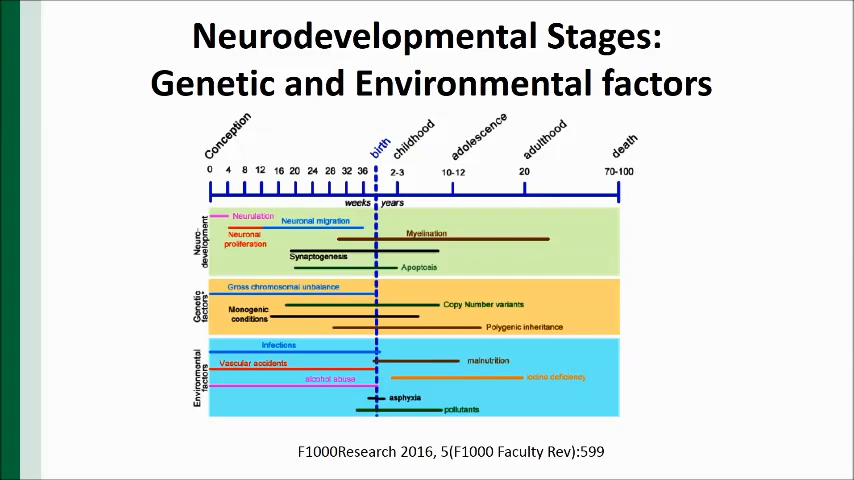 Neurodevelopmental Stages:
Genetic and Environmental factors
Conception
birth
childhood
adolescence
adulthood
death
0 4 8 12 16 20 24 28 32 36 2-3 10-12 20 70-100
weeks years
Neuro-
development
Neurulation
Neuronal migration
Neuronal
proliferation
Myelination
Synaptogenesis
Apoptosis
Genetic
factors*
Gross chromosomal unbalance
Copy Number variants
Monogenic
conditions
Polygenic inheritance
Environmental
factors
Infections
Vascular accidents
malnutrition
alcohol abuse
iodine deficiency
asphyxia
pollutants
F1000Research 2016, 5(F1000 Faculty Rev):599